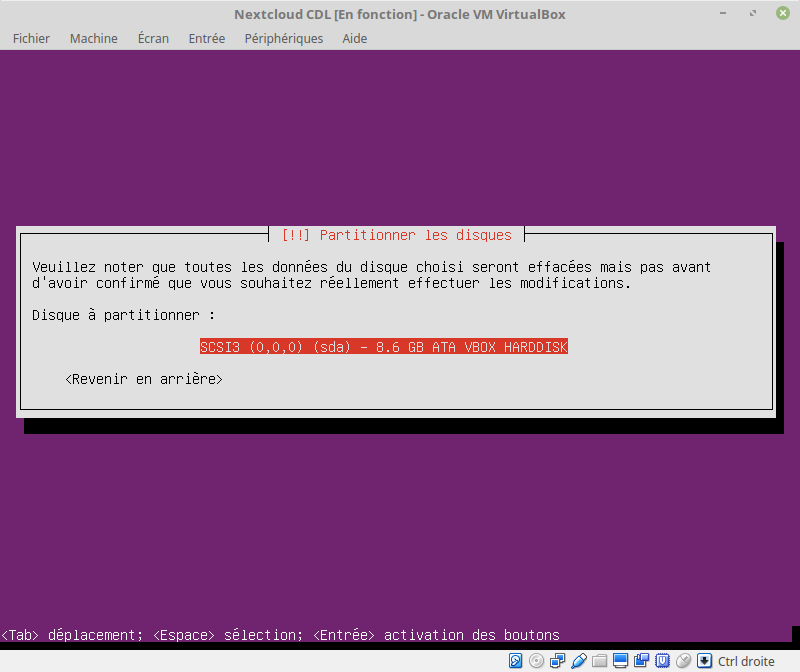 Nextcloud CDL [En fonction] - Oracle VM VirtualBox
Fichier Machine Écran Entrée Périphériques Aide
[!!] Partitionner les disques
Veuillez noter que toutes les données du disque choisi seront effacées mais pas avant
d'avoir confirmé que vous souhaitez réellement effectuer les modifications.
Disque à partitionner :
SCSI3 (0,0,0) (sda) - 8.6 GB ATA VBOX HARDDISK
<Revenir en arrière>
<Tab> déplacement; <Espace> sélection; <Entrée> activation des boutons
Ctrl droite